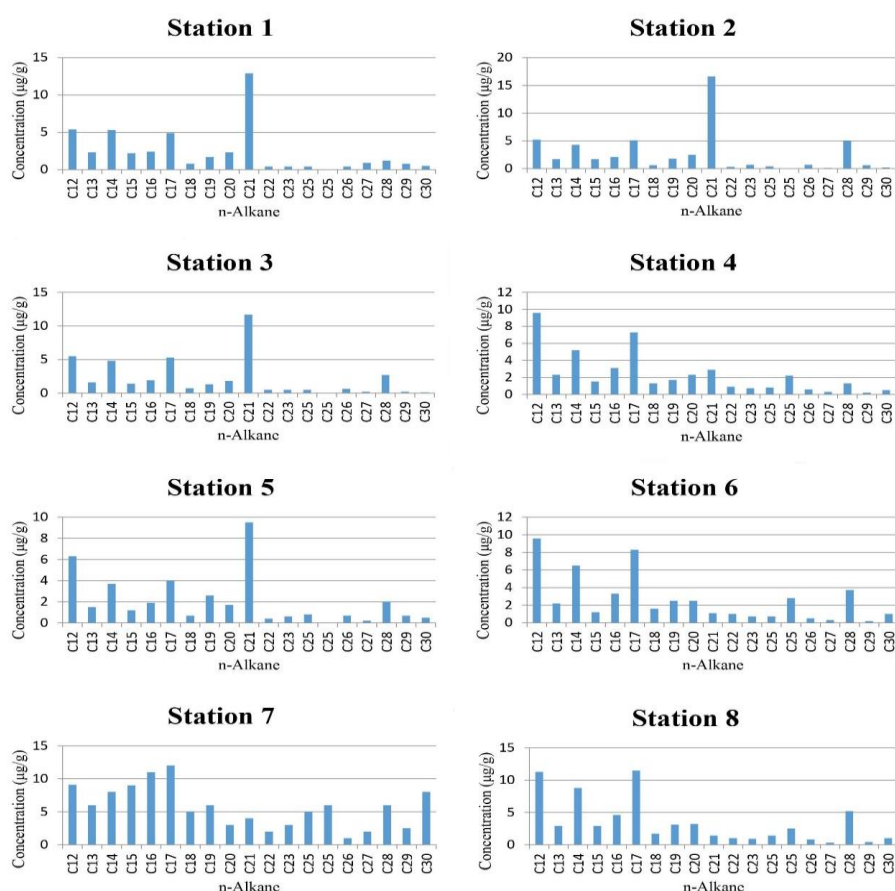 Station 1
Concentration (μg/g)
15
10
5
0
C12 C13 C14 C15 C16 C17 C18 C19 C20 C21 C22 C23 C25 C25 C26 C27 C28 C29 C30
n-Alkane
Station 2
Concentration (μg/g)
20
15
10
5
0
C12 C13 C14 C15 C16 C17 C18 C19 C20 C21 C22 C23 C25 C25 C26 C27 C28 C29 C30
n-Alkane
Station 3
Concentration (μg/g)
15
10
5
0
C12 C13 C14 C15 C16 C17 C18 C19 C20 C21 C22 C23 C25 C25 C26 C27 C28 C29 C30
n-Alkane
Station 4
Concentration (μg/g)
12
10
8
6
4
2
0
C12 C13 C14 C15 C16 C17 C18 C19 C20 C21 C22 C23 C25 C25 C26 C27 C28 C29 C30
n-Alkane
Station 5
Concentration (μg/g)
10
8
6
4
2
0
C12 C13 C14 C15 C16 C17 C18 C19 C20 C21 C22 C23 C25 C25 C26 C27 C28 C29 C30
n-Alkane
Station 6
Concentration (μg/g)
12
10
8
6
4
2
0
C12 C13 C14 C15 C16 C17 C18 C19 C20 C21 C22 C23 C25 C25 C26 C27 C28 C29 C30
n-Alkane
Station 7
Concentration (μg/g)
15
10
5
0
C12 C13 C14 C15 C16 C17 C18 C19 C20 C21 C22 C23 C25 C25 C26 C27 C28 C29 C30
n-Alkane
Station 8
Concentration (μg/g)
15
10
5
0
C12 C13 C14 C15 C16 C17 C18 C19 C20 C21 C22 C23 C25 C25 C26 C27 C28 C29 C30
n-Alkane